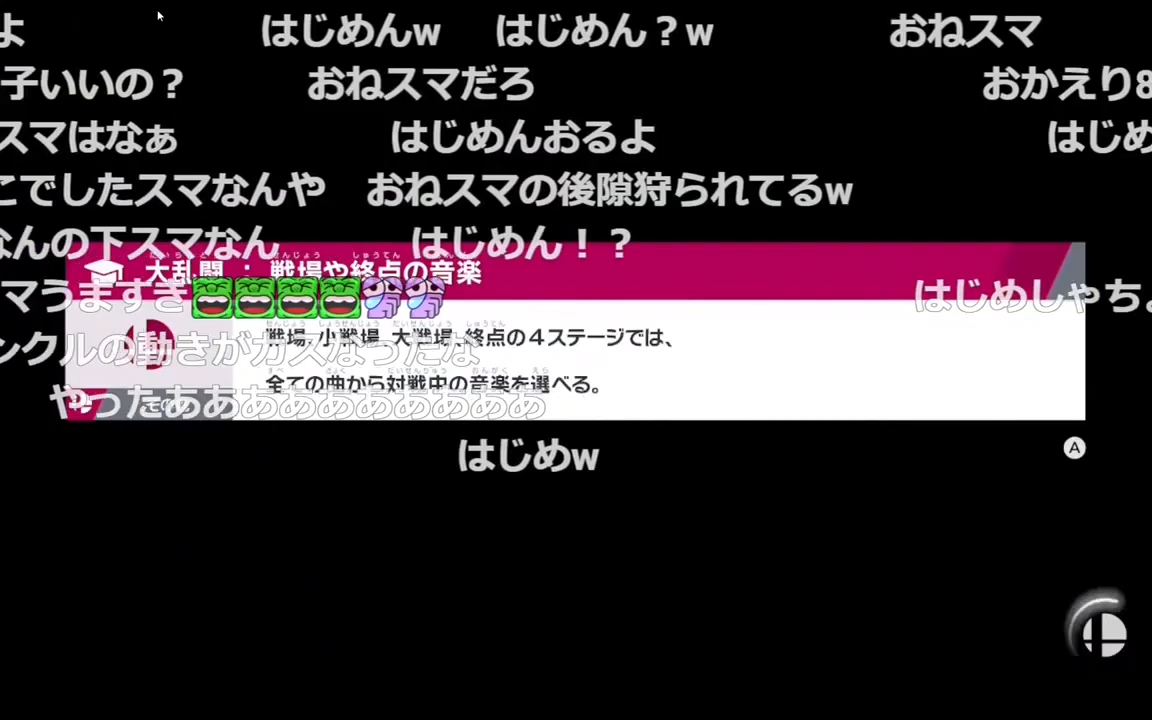 よ はじめんw はじめん？w おねスマ
子いいの？ おねスマだろ おかえり8
スマはなぁ はじめんおるよ はじめ
こでしたスマなんや おねスマの後隙狩られてるw
なんの下スマなん はじめん！？
大乱闘 : 戦場や終点の音楽
マうますぎ はじめしゃちょ
戦場、小戦場、大戦場、終点の４ステージでは、
ンクルの動きがカスなったな
全ての曲から対戦中の音楽を選べる。
やったああああああああああ
はじめw
A